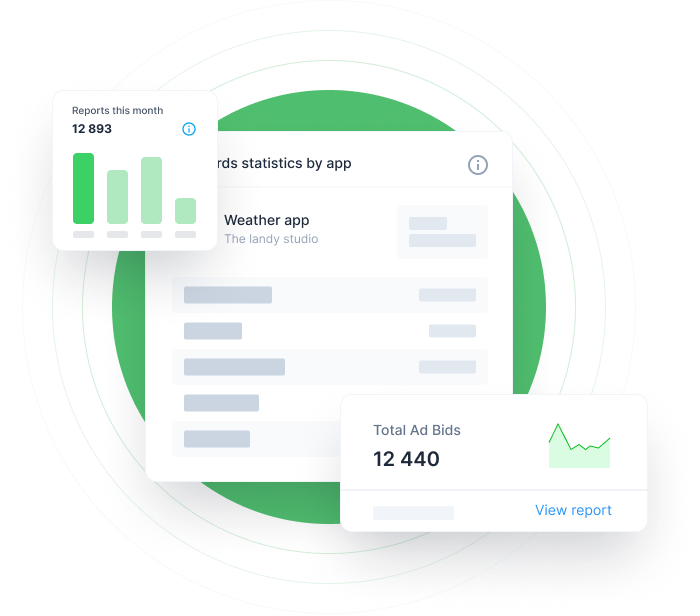 Reports this month
12 893
rds statistics by app
Weather app
The landy studio
Total Ad Bids
12 440
View report